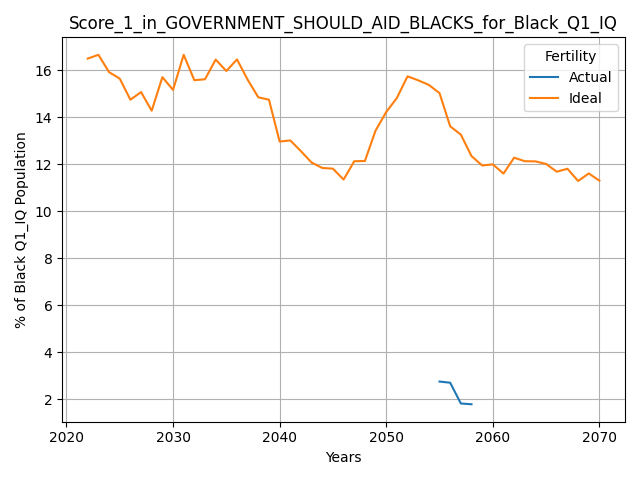 Score_1_in_GOVERNMENT_SHOULD_AID_BLACKS_for_Black_Q1_IQ
Fertility
Actual
Ideal
% of Black Q1_IQ Population
16
14
12
10
8
6
4
2
2020 2030 2040 2050 2060 2070
Years